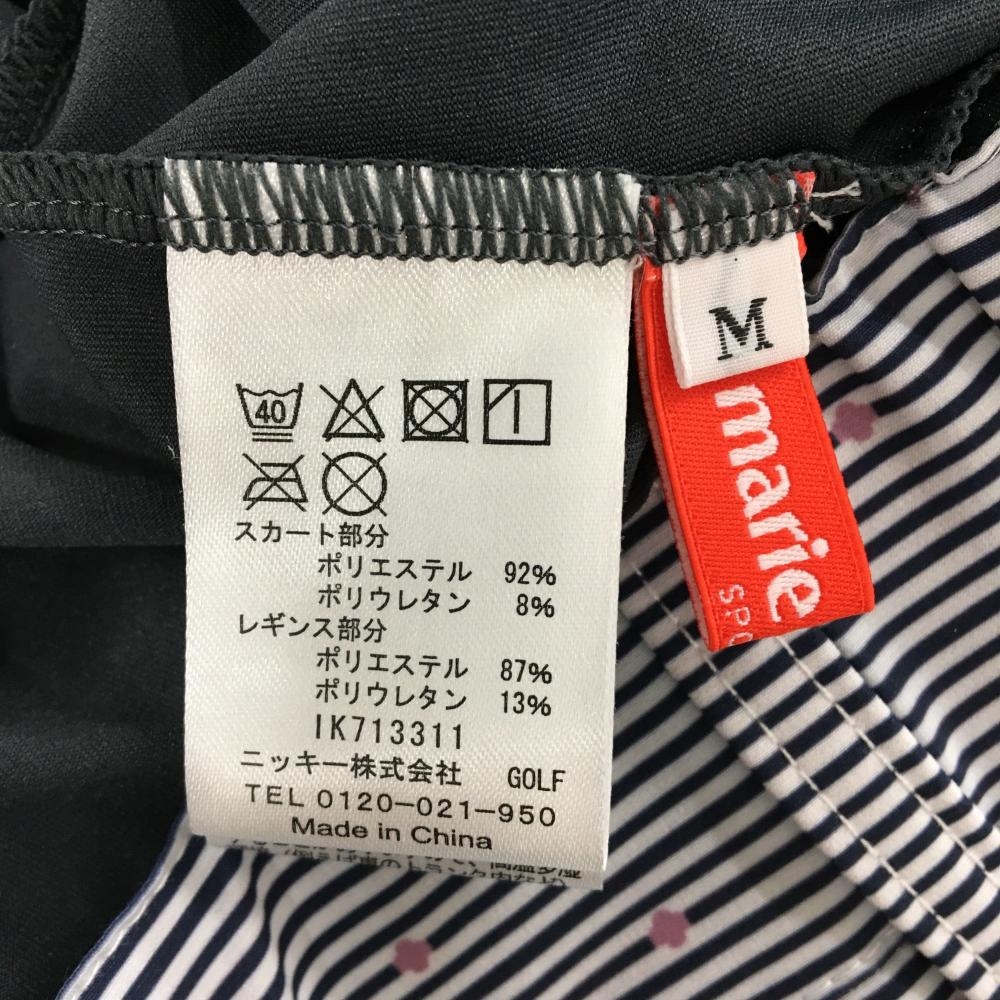 40
スカート部分
ポリエステル 92%
ポリウレタン 8%
レギンス部分
ポリエステル 87%
ポリウレタン 13%
IK713311
ニッキー株式会社 GOLF
TEL 0120-021-950
Made in China
M
marie